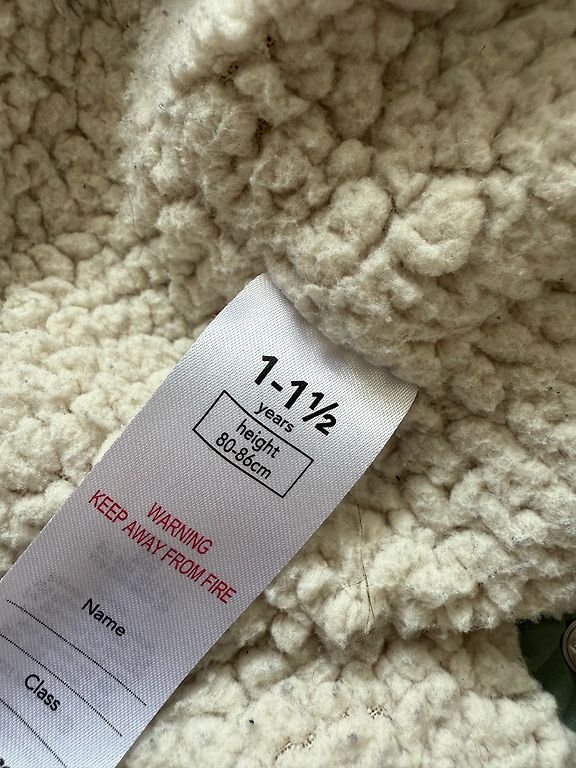 1-1½
years
height
80-86cm
WARNING
KEEP AWAY FROM FIRE
Name
Class